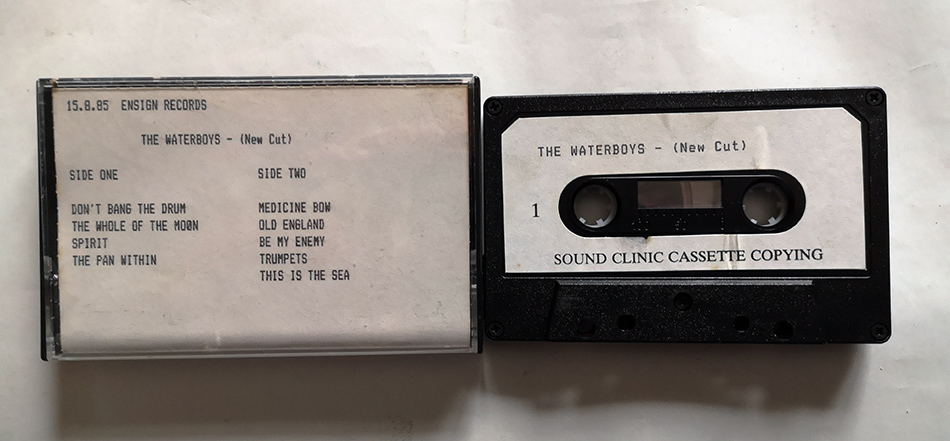 15.8.85 ENSIGN RECORDS
THE WATERBOYS - (New Cut)
SIDE ONE
DON'T BANG THE DRUM
THE WHOLE OF THE MOØN
SPIRIT
THE PAN WITHIN
SIDE TWO
MEDICINE BOW
OLD ENGLAND
BE MY ENEMY
TRUMPETS
THIS IS THE SEA
THE WATERBOYS - (New Cut)
1
SOUND CLINIC CASSETTE COPYING